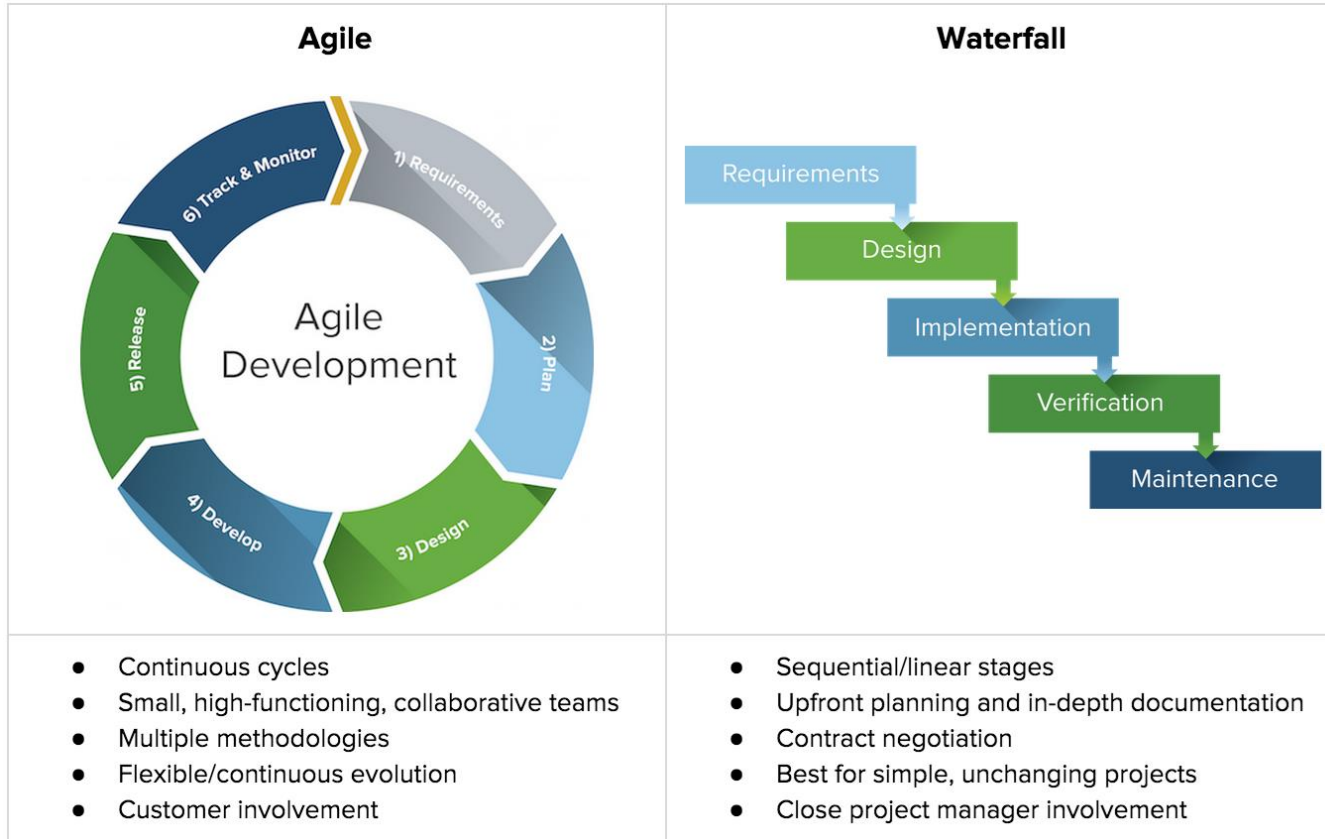 Agile
1) Requirements
2) Plan
3) Design
4) Develop
5) Release
6) Track & Monitor
Agile
Development
● Continuous cycles
● Small, high-functioning, collaborative teams
● Multiple methodologies
● Flexible/continuous evolution
● Customer involvement
Waterfall
Requirements
Design
Implementation
Verification
Maintenance
● Sequential/linear stages
● Upfront planning and in-depth documentation
● Contract negotiation
● Best for simple, unchanging projects
● Close project manager involvement